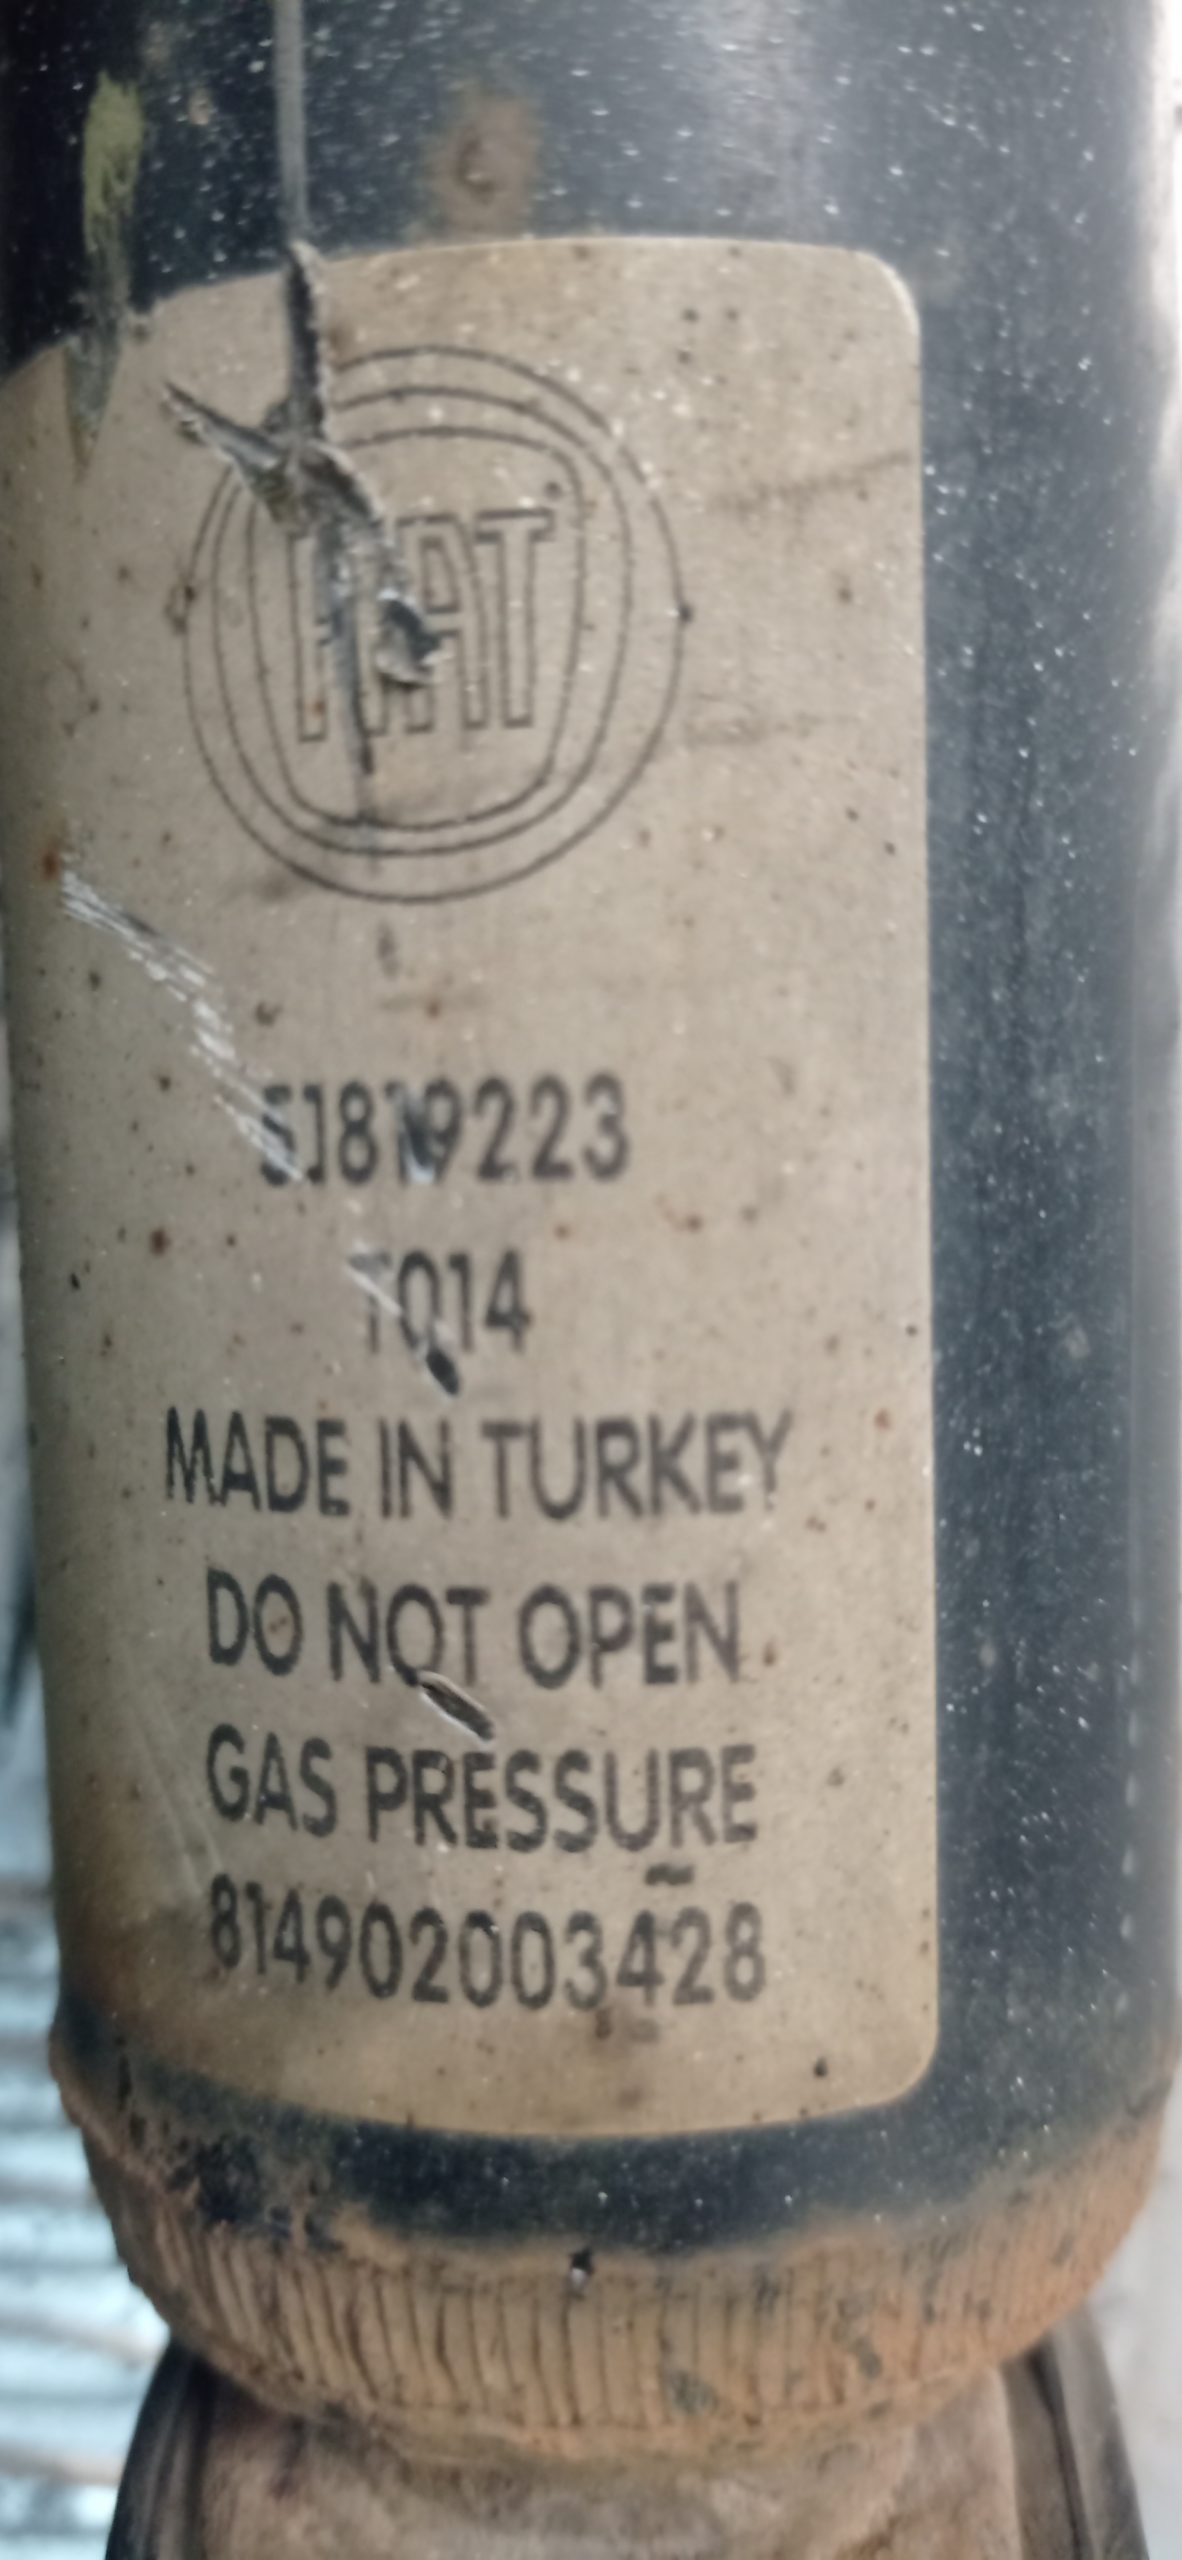 FIAT
51819223
T014
MADE IN TURKEY
DO NOT OPEN
GAS PRESSURE
814902003428